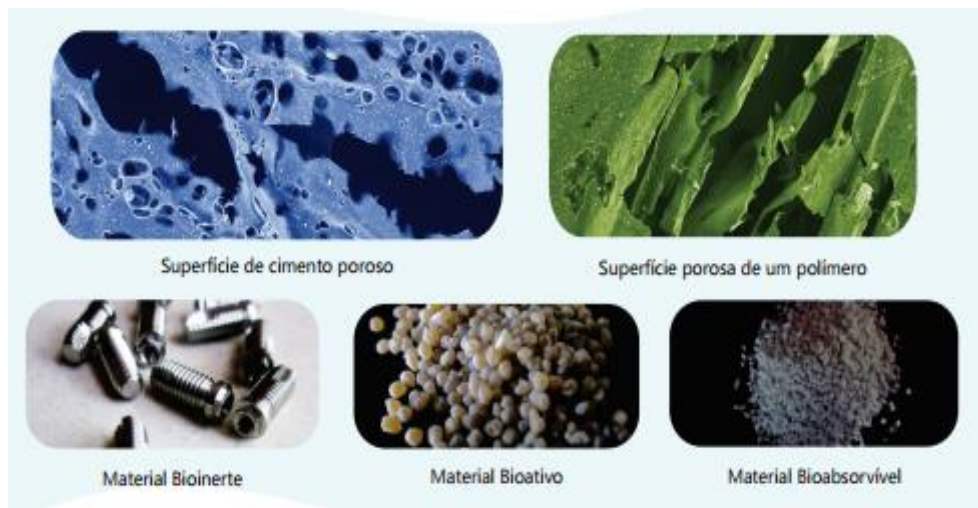 Superfície de cimento poroso
Superfície porosa de um polímero
Material Bioinerte
Material Bioativo
Material Bioabsorvível